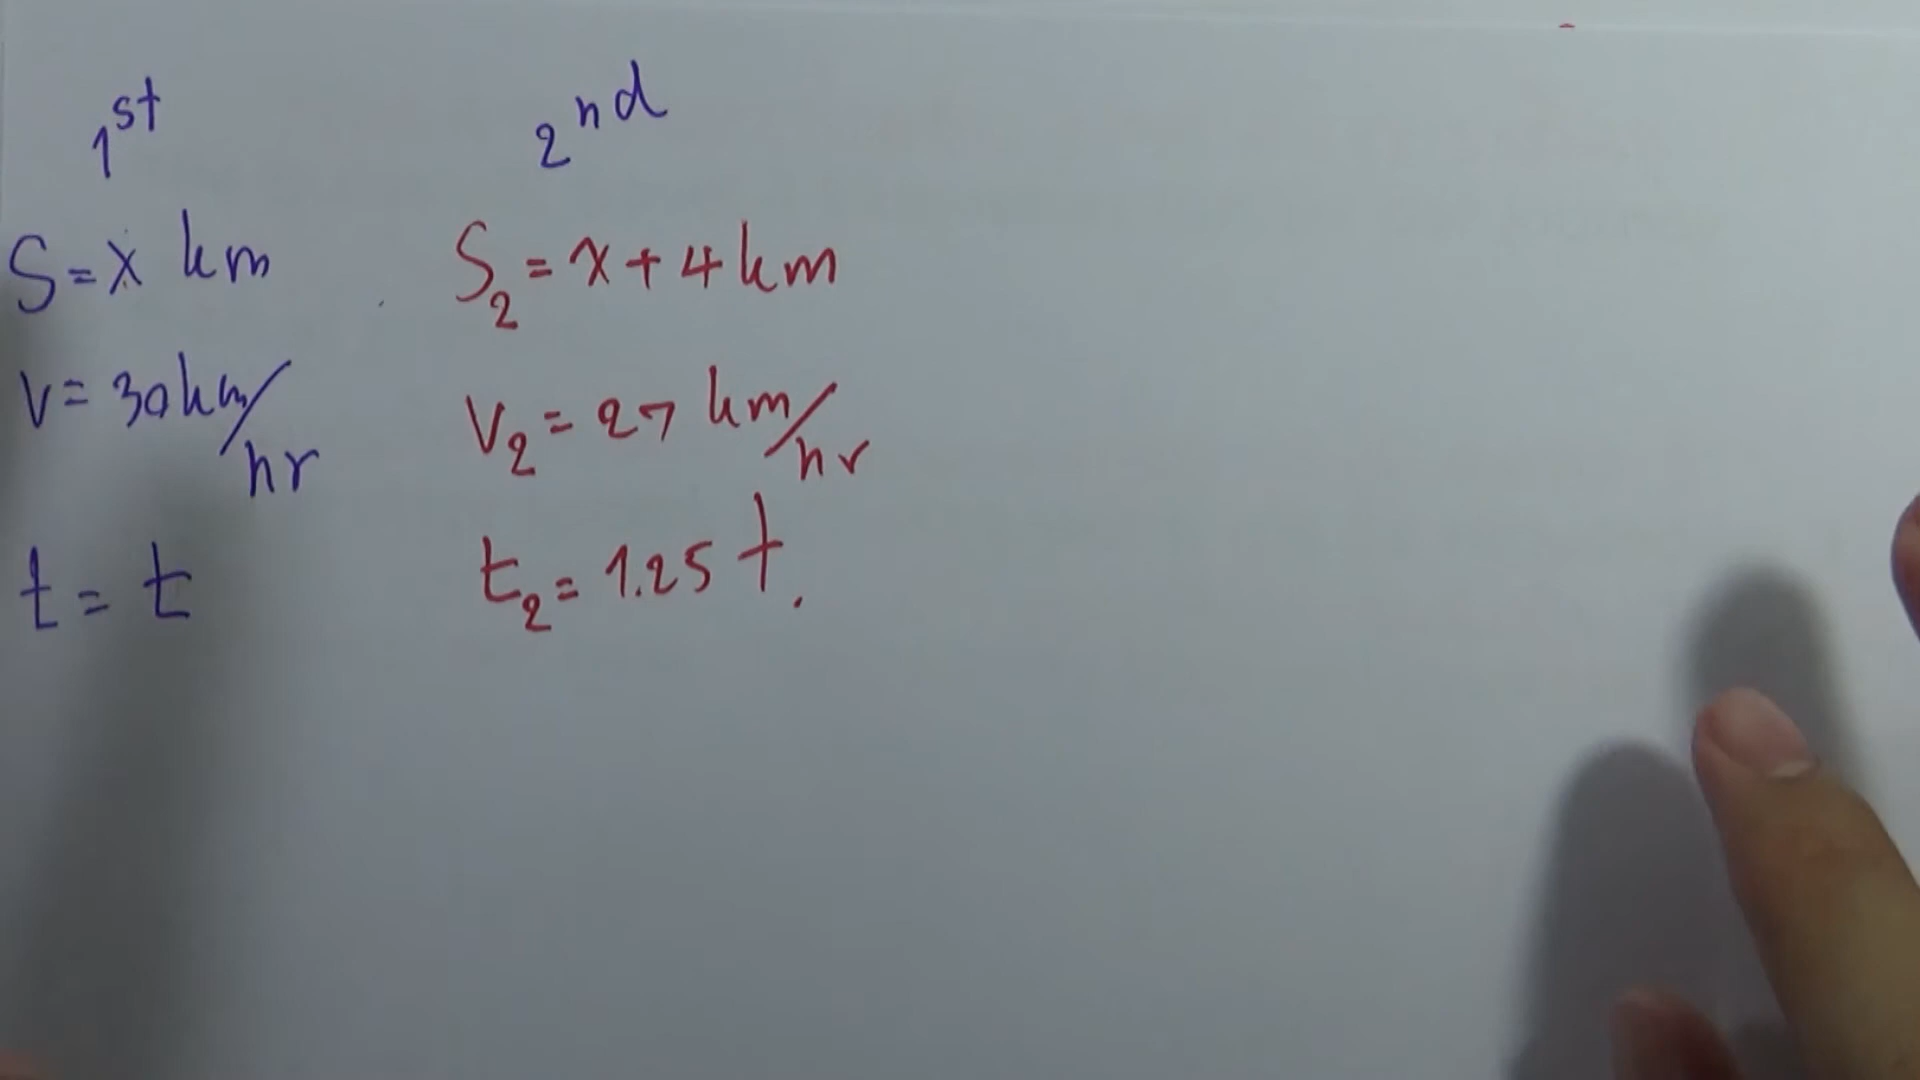 1st
S = x km
V = 30 km/hr
t = t
2nd
S2 = x + 4 km
V2 = 27 km/hr
t2 = 1.25 t.